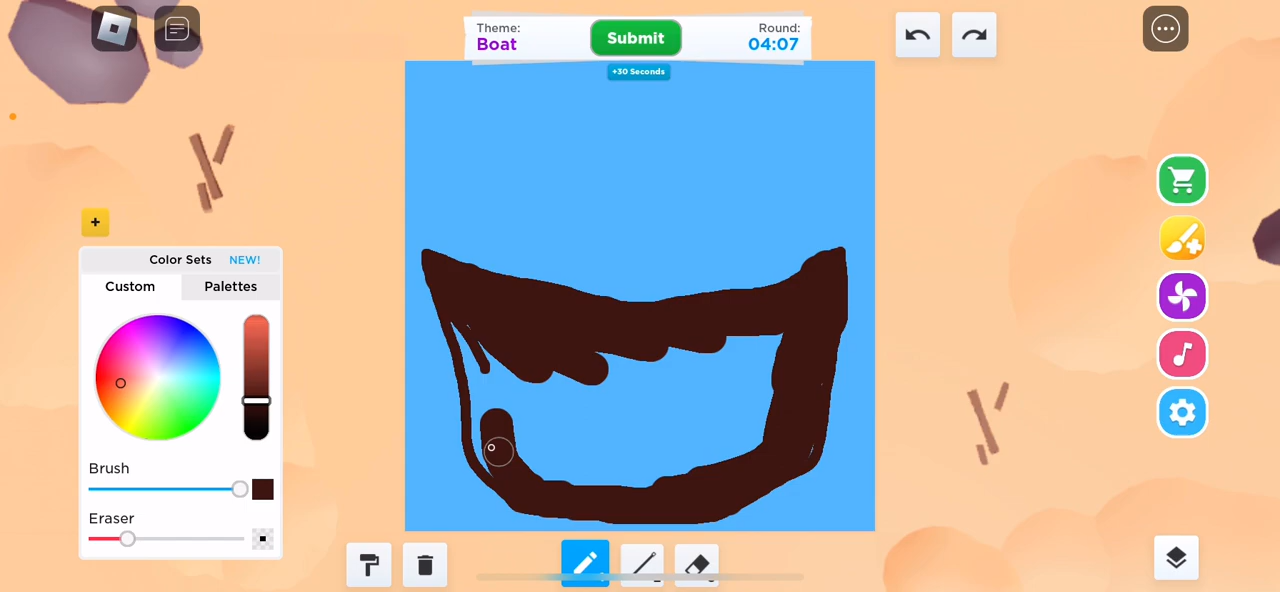 Theme:
Boat
Submit
Round:
04:07
+30 Seconds
+
Color Sets NEW!
Custom Palettes
Brush
Eraser